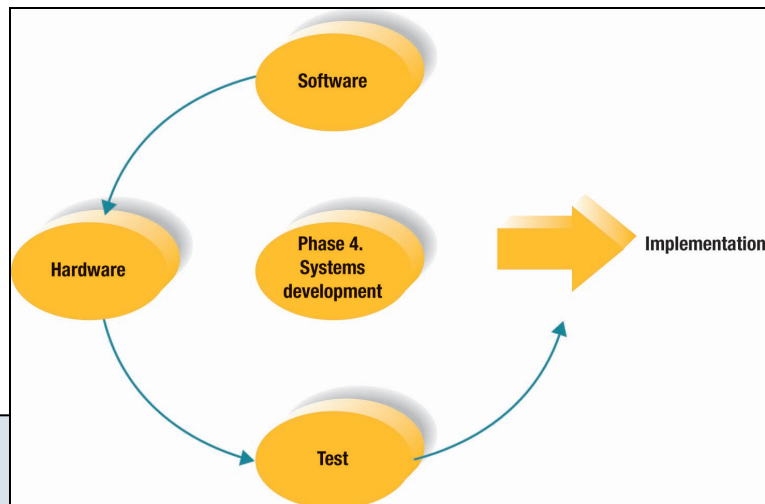 Software
Hardware
Phase 4.
Systems
development
Implementation
Test